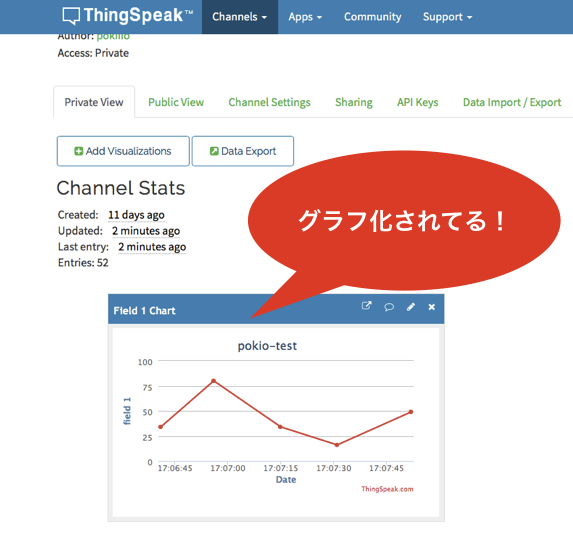 ThingSpeak™ Channels Apps Community Support
Author: pokiiio
Access: Private
Private View Public View Channel Settings Sharing API Keys Data Import / Export
Add Visualizations Data Export
Channel Stats
Created: 11 days ago
Updated: 2 minutes ago
Last entry: 2 minutes ago
Entries: 52
グラフ化されてる！
Field 1 Chart
pokio-test
field 1
100
75
50
25
0
17:06:45 17:07:00 17:07:15 17:07:30 17:07:45
Date
ThingSpeak.com